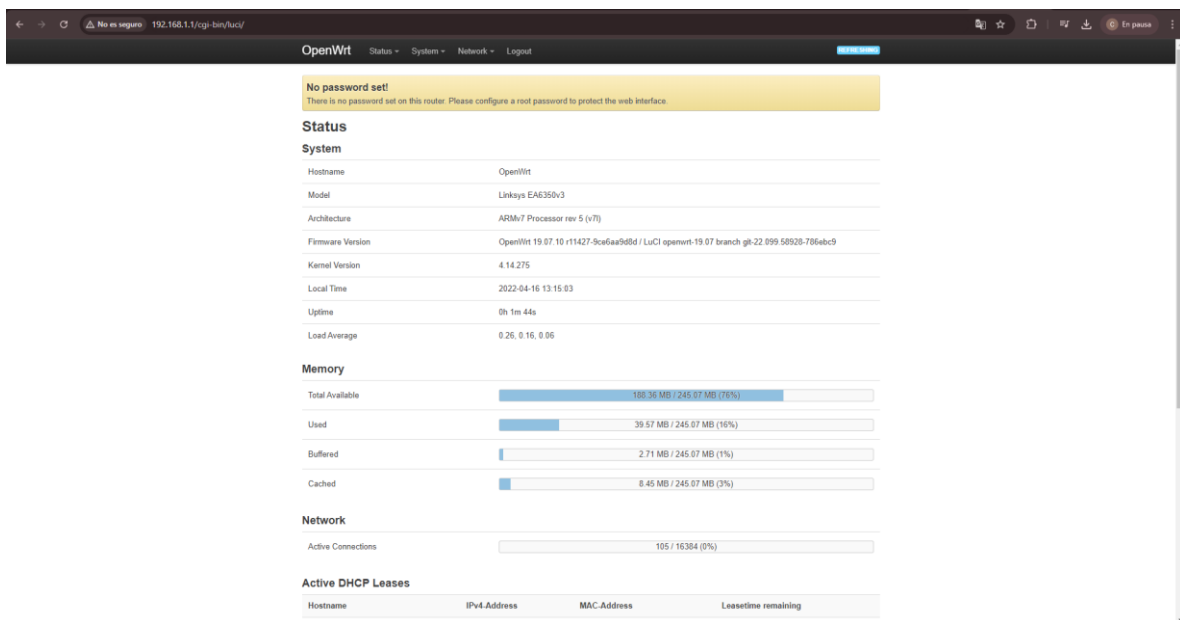 No es seguro 192.168.1.1/cgi-bin/luci/ En pausa
OpenWrt Status System Network Logout REFRESHING
No password set!
There is no password set on this router. Please configure a root password to protect the web interface.
Status
System
Hostname OpenWrt
Model Linksys EA6350v3
Architecture ARMv7 Processor rev 5 (v7l)
Firmware Version OpenWrt 19.07.10 r11427-9ce6aa9d8d / LuCI openwrt-19.07 branch git-22.099.58928-786ebc9
Kernel Version 4.14.275
Local Time 2022-04-16 13:15:03
Uptime 0h 1m 44s
Load Average 0.26, 0.16, 0.06
Memory
Total Available 188.36 MB / 245.07 MB (76%)
Used 39.57 MB / 245.07 MB (16%)
Buffered 2.71 MB / 245.07 MB (1%)
Cached 8.45 MB / 245.07 MB (3%)
Network
Active Connections 105 / 16384 (0%)
Active DHCP Leases
Hostname IPv4-Address MAC-Address Leasetime remaining